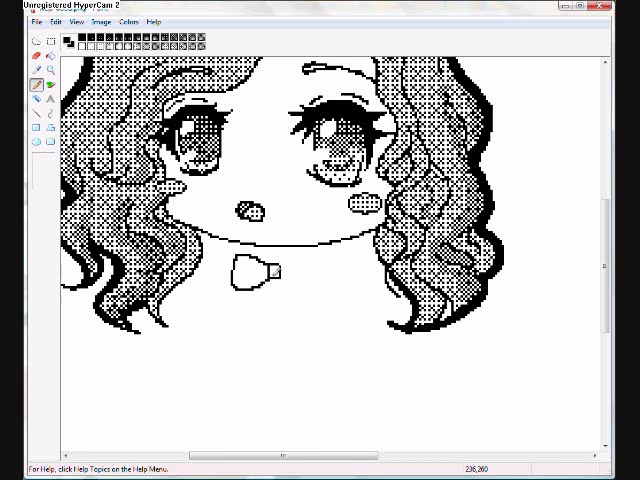 Unregistered HyperCam 2
File Edit View Image Colors Help
For Help, click Help Topics on the Help Menu.
236,260